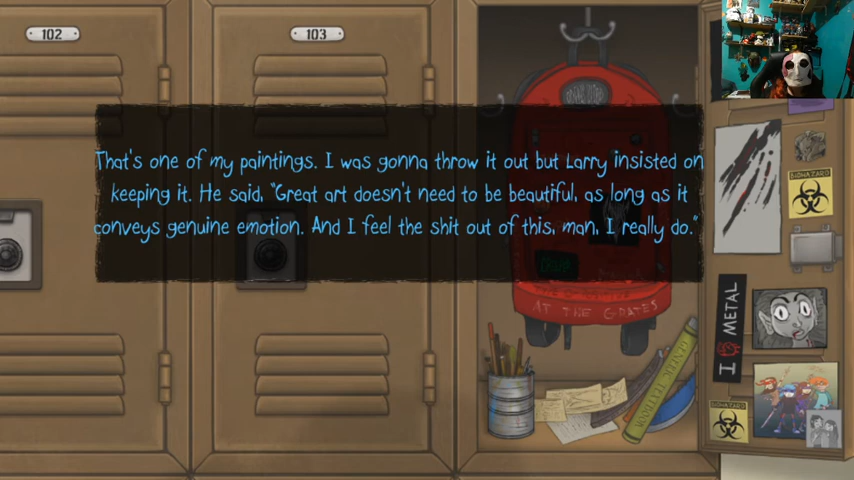 102
103
That's one of my paintings. I was gonna throw it out but Larry insisted on
keeping it. He said, "Great art doesn't need to be beautiful, as long as it
conveys genuine emotion. And I feel the shit out of this, man, I really do."
AT THE G-DATES
BIOHAZARD
I METAL
BIOHAZARD